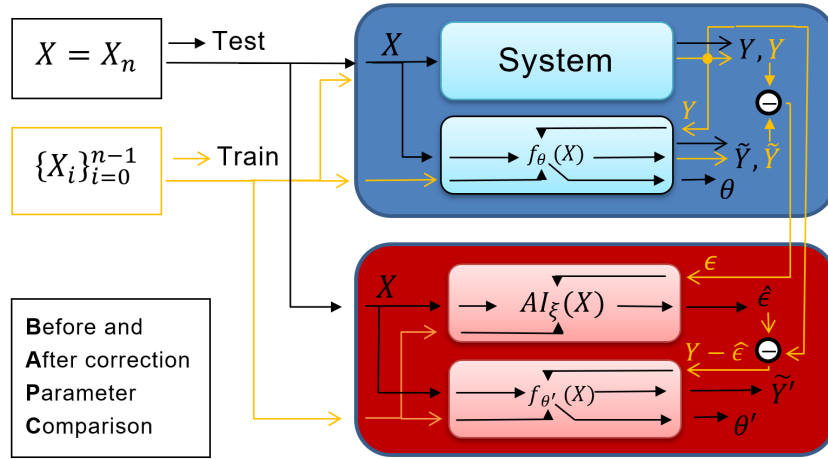 X = X_n
Test
{X_i}_{i=0}^{n-1}
Train
X
System
Y, Y
Y
−
f_θ(X)
Ỹ, Ỹ
θ
X
ϵ
AI_ξ(X)
ϵ̂
−
Y − ϵ̂
f_θ′(X)
Ỹ′
θ′
Before and
After correction
Parameter
Comparison